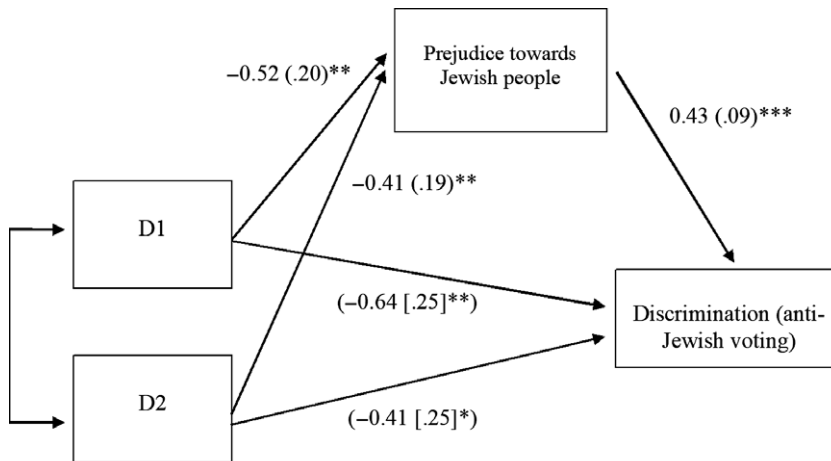 Prejudice towards
Jewish people
−0.52 (.20)**
0.43 (.09)***
−0.41 (.19)**
D1
(−0.64 [.25]**)
Discrimination (anti-
Jewish voting)
D2
(−0.41 [.25]*)